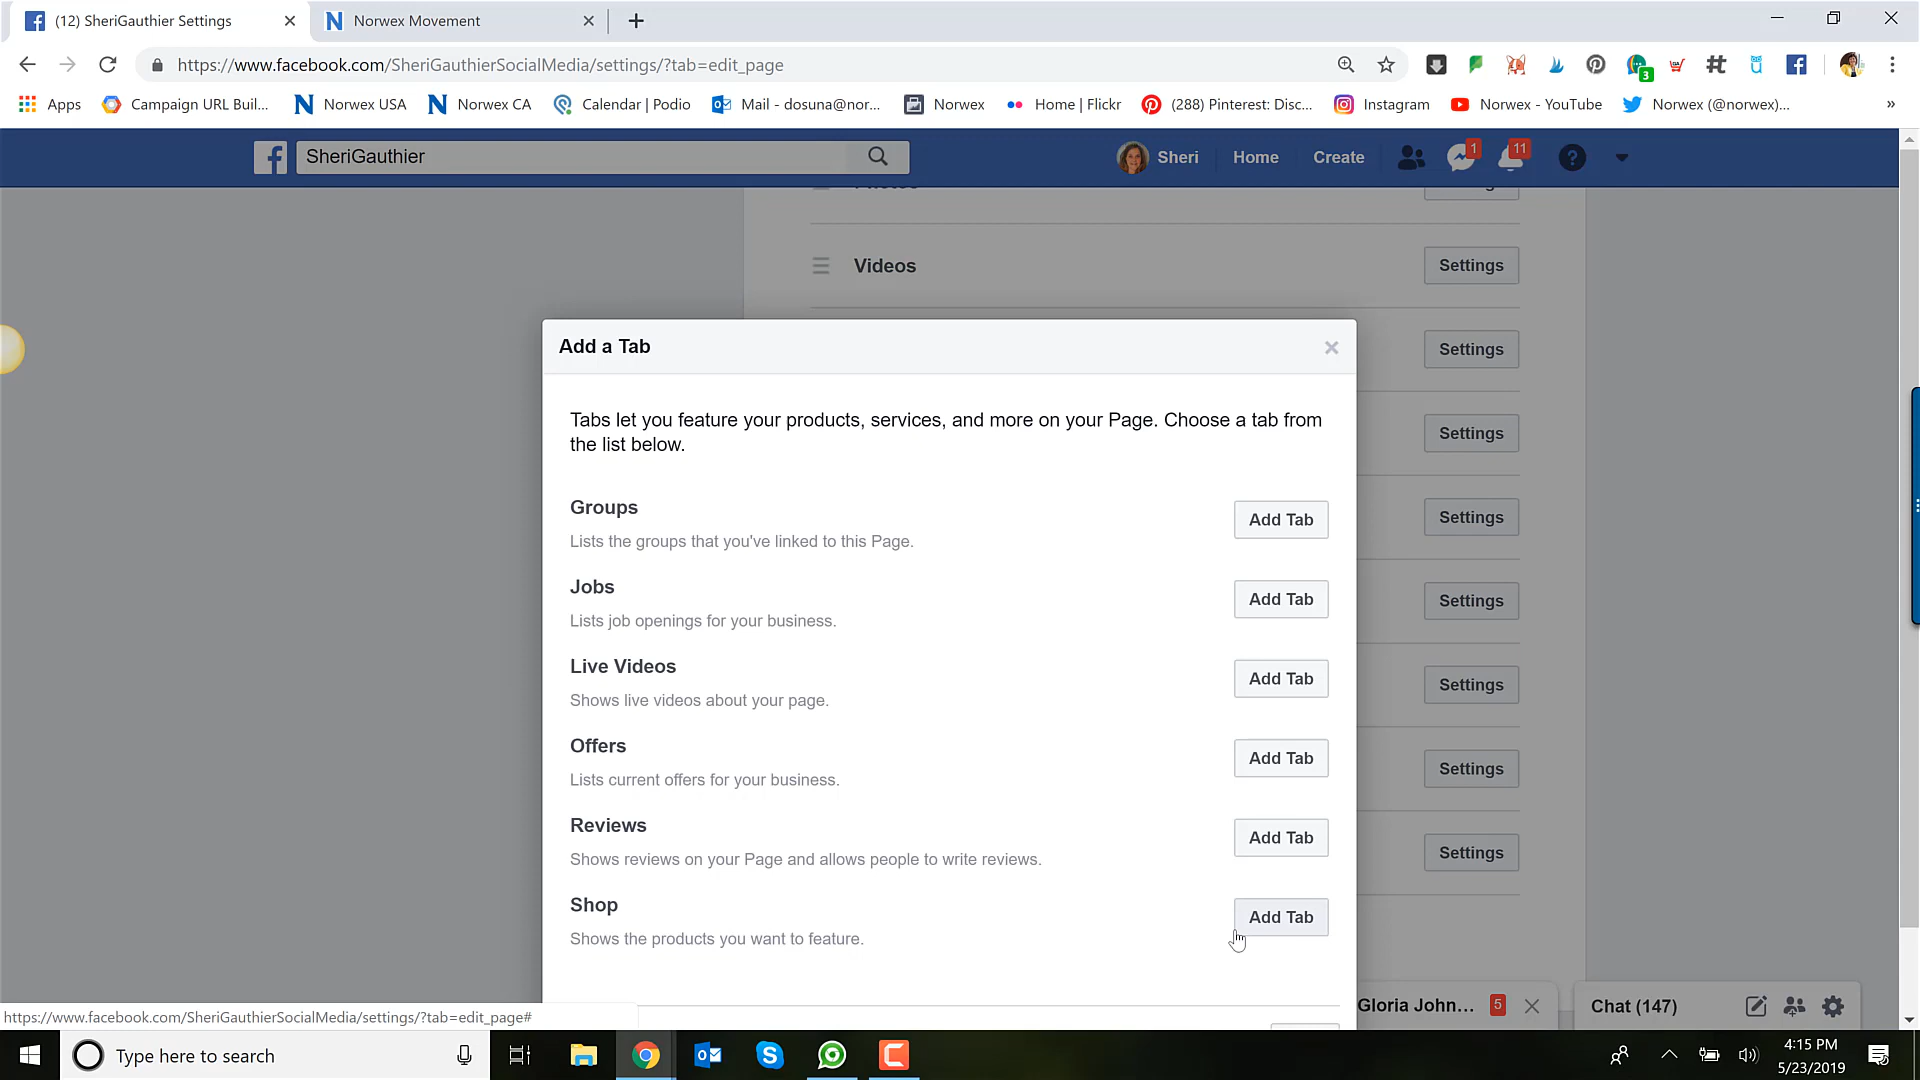 (12) SheriGauthier Settings
Norwex Movement
https://www.facebook.com/SheriGauthierSocialMedia/settings/?tab=edit_page
3
Apps
Campaign URL Buil...
Norwex USA
Norwex CA
Calendar | Podio
Mail - dosuna@nor...
Norwex
Home | Flickr
(288) Pinterest: Disc...
Instagram
Norwex - YouTube
Norwex (@norwex)...
»
SheriGauthier
Sheri
Home
Create
1
11
Videos
Settings
Add a Tab
Settings
Tabs let you feature your products, services, and more on your Page. Choose a tab from
the list below.
Settings
Groups
Lists the groups that you've linked to this Page.
Add Tab
Settings
Jobs
Lists job openings for your business.
Add Tab
Settings
Live Videos
Shows live videos about your page.
Add Tab
Settings
Offers
Lists current offers for your business.
Add Tab
Settings
Reviews
Shows reviews on your Page and allows people to write reviews.
Add Tab
Settings
Shop
Shows the products you want to feature.
Add Tab
Gloria John...
5
Chat (147)
https://www.facebook.com/SheriGauthierSocialMedia/settings/?tab=edit_page#
Type here to search
4:15 PM
5/23/2019